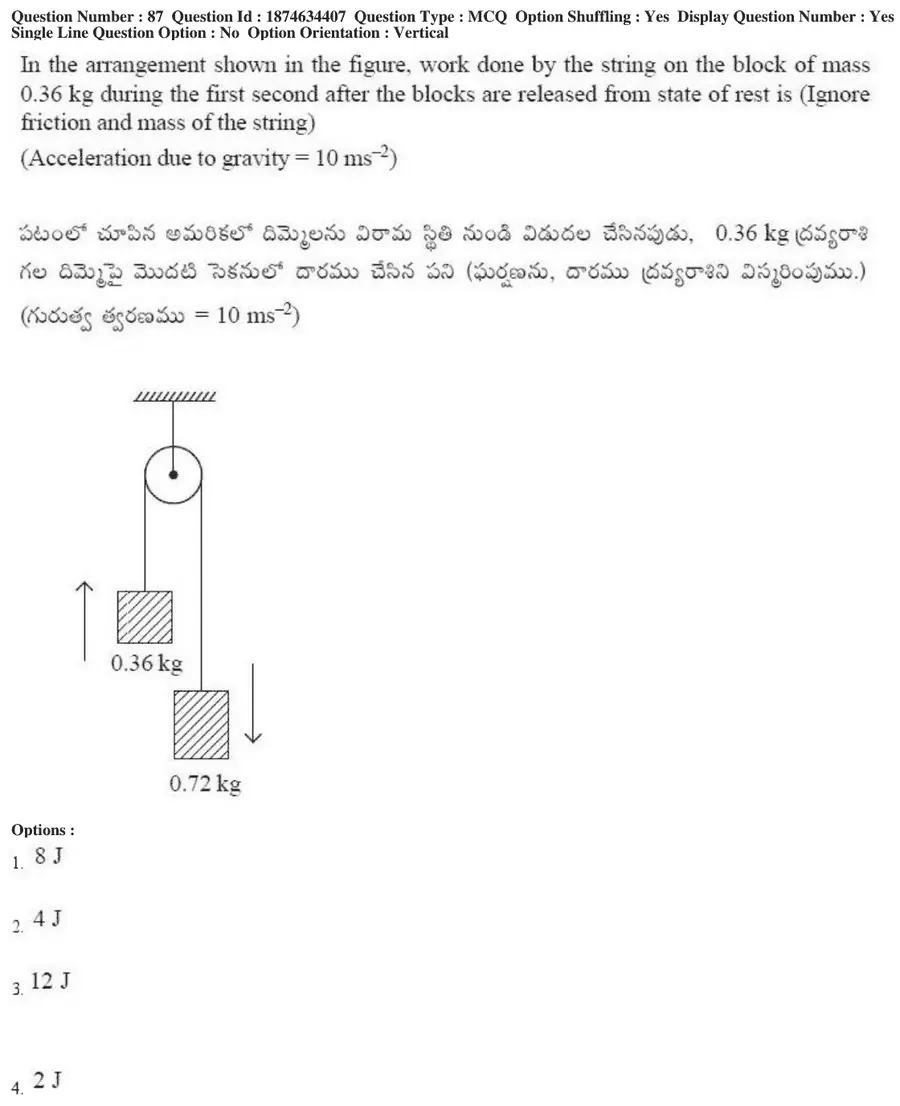 Question Number : 87 Question Id : 1874634407 Question Type : MCQ Option Shuffling : Yes Display Question Number : Yes
Single Line Question Option : No Option Orientation : Vertical
In the arrangement shown in the figure, work done by the string on the block of mass
0.36 kg during the first second after the blocks are released from state of rest is (Ignore
friction and mass of the string)
(Acceleration due to gravity = 10 ms⁻²)
పటంలో చూపిన అమరికలో దిమ్మెలను విరామ స్థితి నుండి విడుదల చేసినపుడు, 0.36 kg ద్రవ్యరాశి
గల దిమ్మెపై మొదటి సెకనులో దారము చేసిన పని (ఘర్షణను, దారము ద్రవ్యరాశిని విస్మరింపుము.)
(గురుత్వ త్వరణము = 10 ms⁻²)
0.36 kg
0.72 kg
Options :
1. 8 J
2. 4 J
3. 12 J
4. 2 J